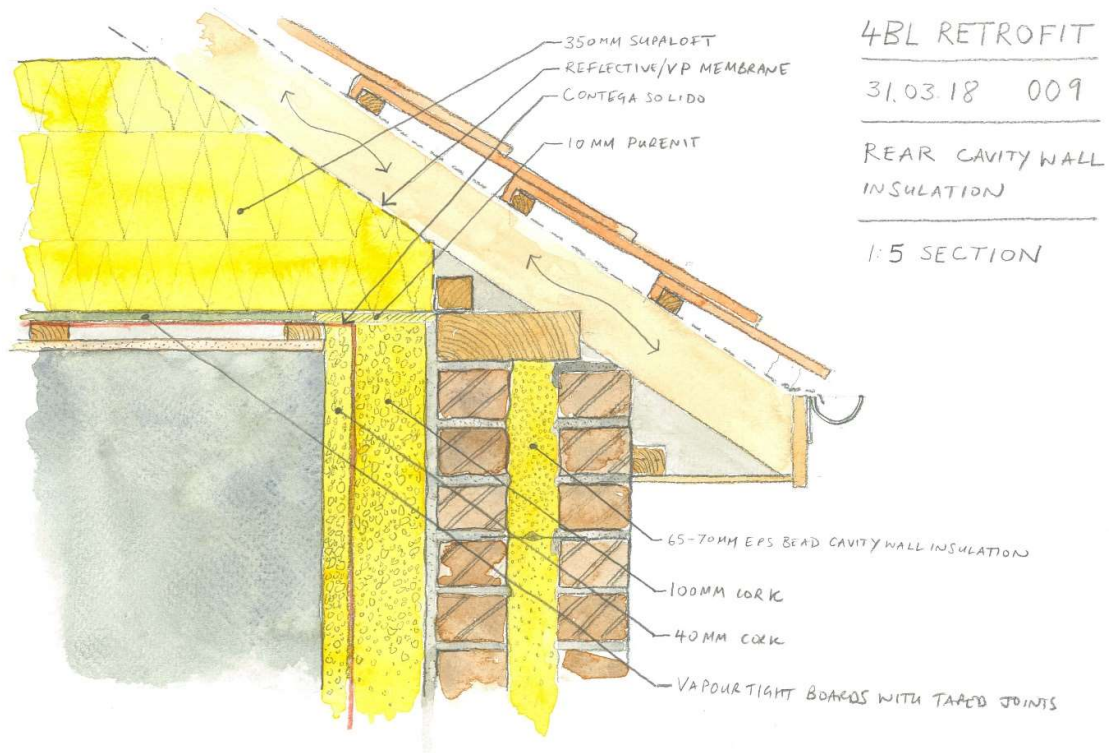 350MM SUPALOFT
REFLECTIVE/VP MEMBRANE
CONTEGA SOLIDO
10MM PURENIT
4BL RETROFIT
31.03.18 009
REAR CAVITY WALL
INSULATION
1:5 SECTION
65-70MM EPS BEAD CAVITY WALL INSULATION
100MM CORK
40MM CORK
VAPOUR TIGHT BOARDS WITH TAPED JOINTS